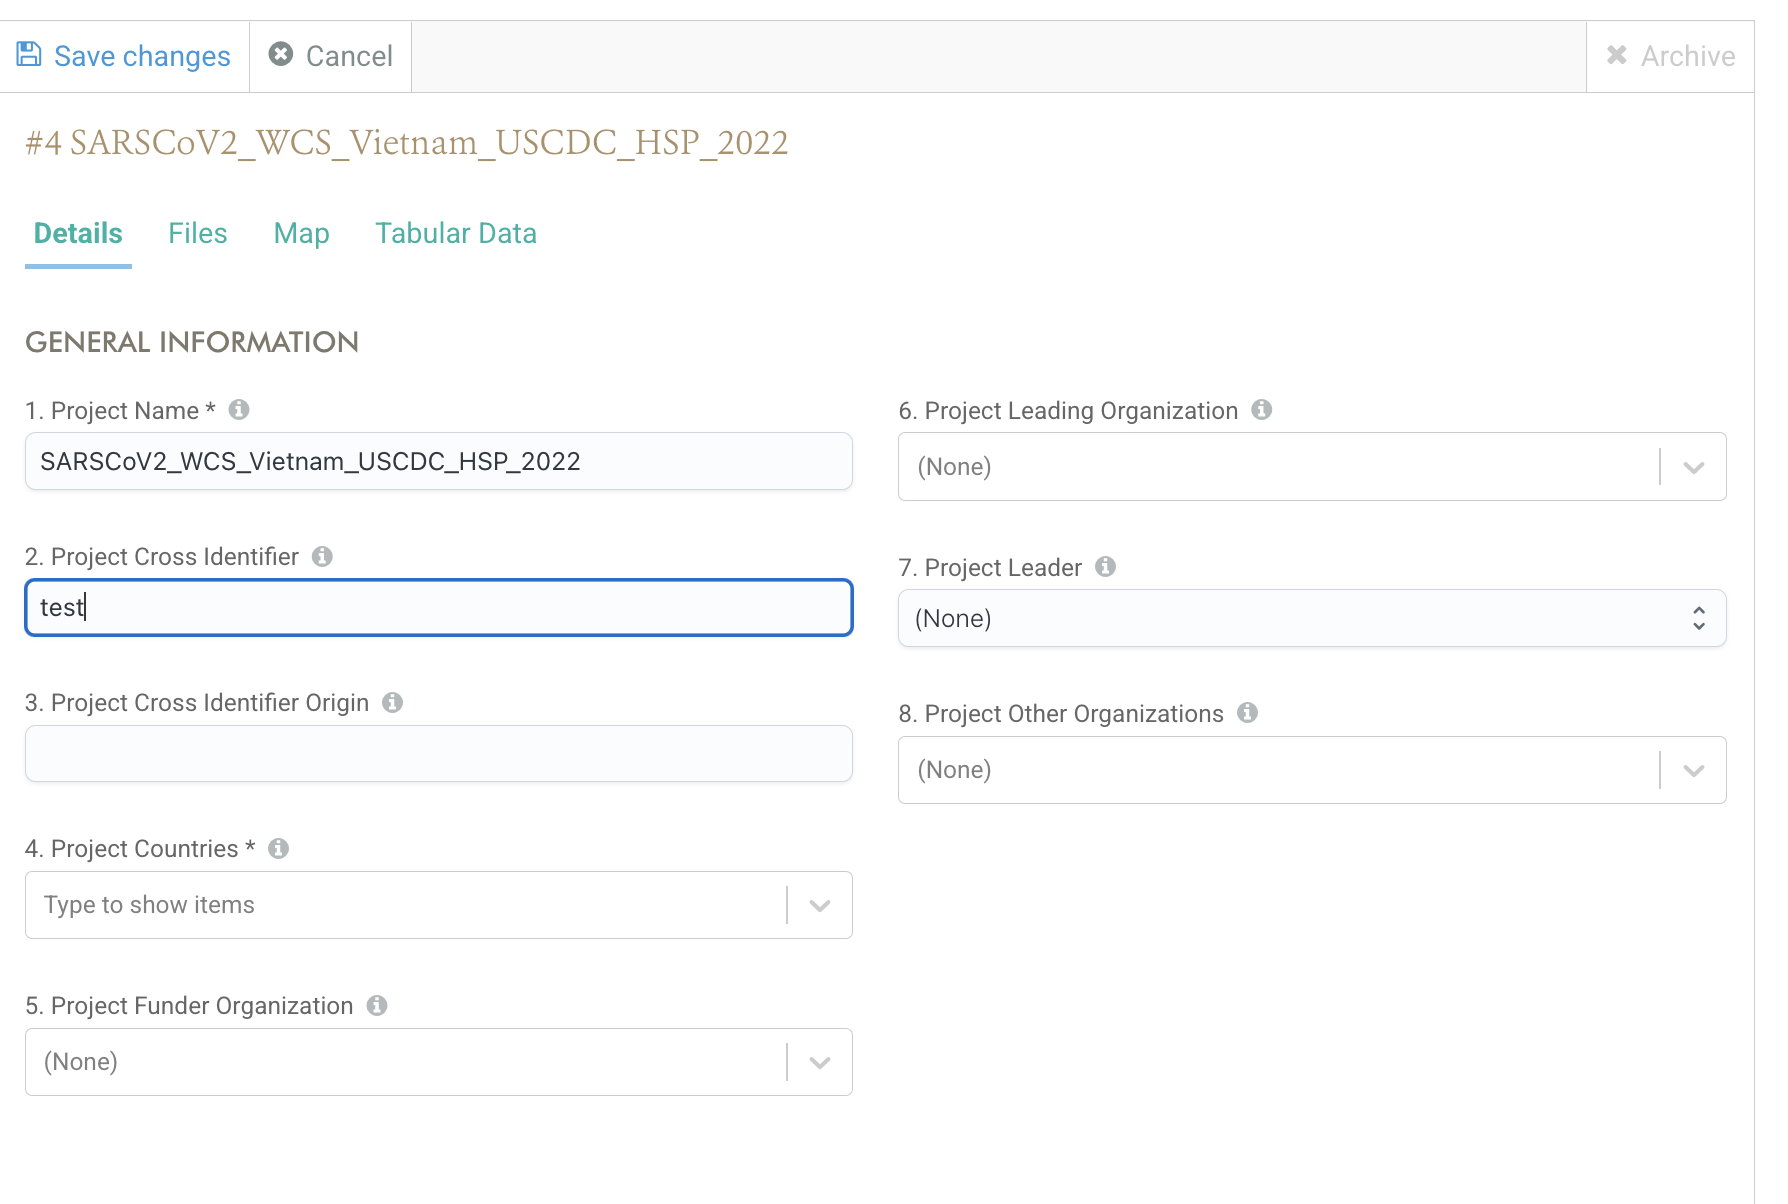 Save changes
Cancel
Archive
#4 SARSCoV2_WCS_Vietnam_USCDC_HSP_2022
Details
Files
Map
Tabular Data
GENERAL INFORMATION
1. Project Name *
SARSCoV2_WCS_Vietnam_USCDC_HSP_2022
2. Project Cross Identifier
test
3. Project Cross Identifier Origin
4. Project Countries *
Type to show items
5. Project Funder Organization
(None)
6. Project Leading Organization
(None)
7. Project Leader
(None)
8. Project Other Organizations
(None)